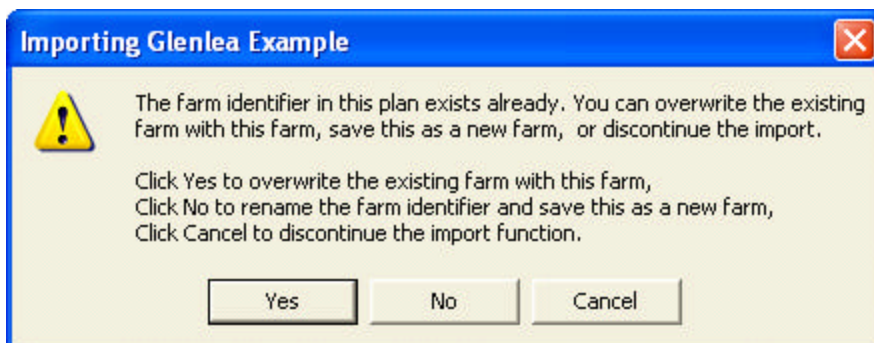 Importing Glenlea Example
The farm identifier in this plan exists already. You can overwrite the existing
farm with this farm, save this as a new farm,  or discontinue the import.
Click Yes to overwrite the existing farm with this farm,
Click No to rename the farm identifier and save this as a new farm,
Click Cancel to discontinue the import function.
Yes
No
Cancel